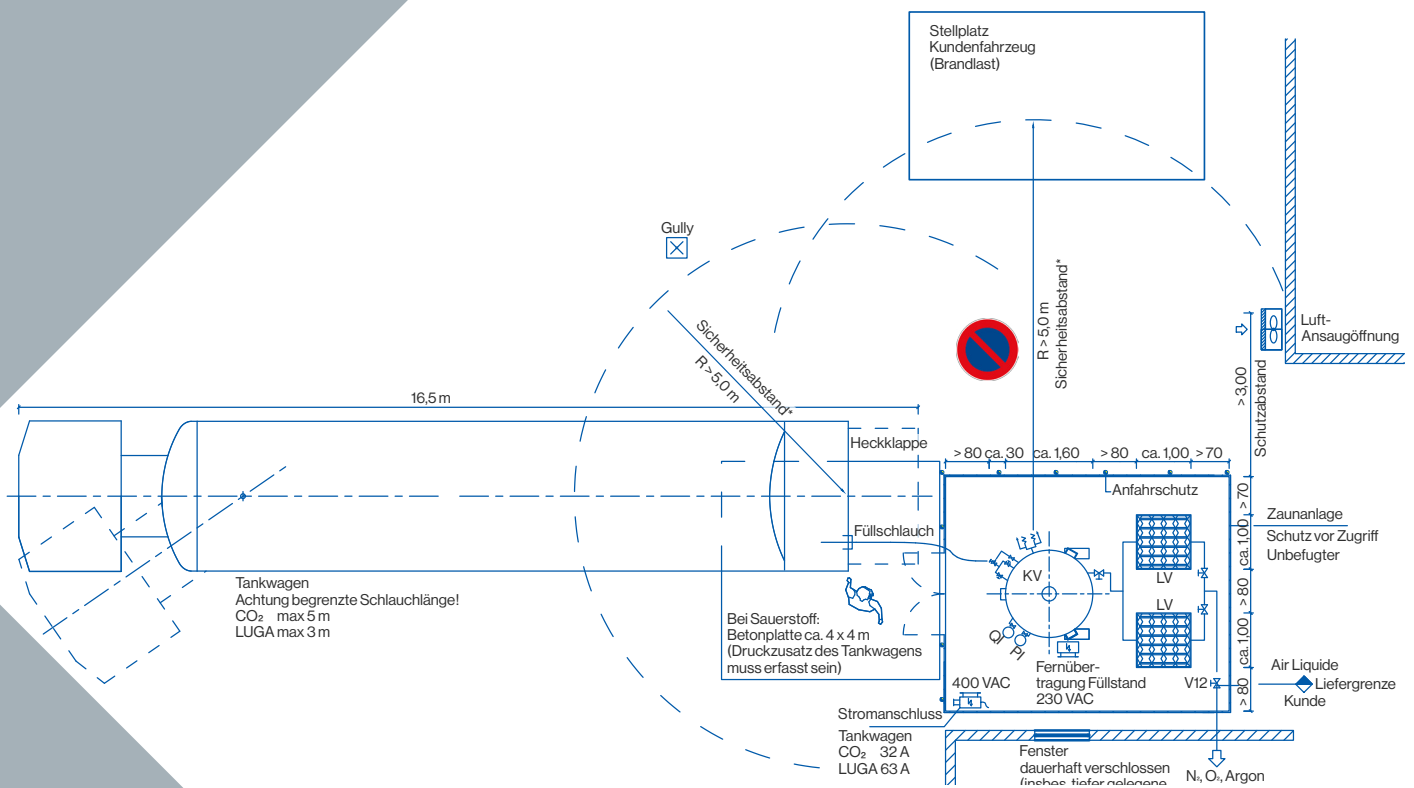 Stellplatz
Kundenfahrzeug
(Brandlast)
Gully
Sicherheitsabstand*
R > 5,0 m
R > 5,0 m
Sicherheitsabstand*
Luft-
Ansaugöffnung
> 3,00
Schutzabstand
16,5 m
Heckklappe
> 80 ca. 30 ca. 1,60 > 80 ca. 1,00 > 70
Anfahrschutz
> 70
ca. 1,00
> 80
ca. 1,00
> 80
Zaunanlage
Schutz vor Zugriff
Unbefugter
Füllschlauch
KV
LV
LV
QI
PI
Tankwagen
Achtung begrenzte Schlauchlänge!
CO₂ max 5 m
LUGA max 3 m
Bei Sauerstoff:
Betonplatte ca. 4 x 4 m
(Druckzusatz des Tankwagens
muss erfasst sein)
Fernüber-
tragung Füllstand
230 VAC
400 VAC
V12
Air Liquide
Liefergrenze
Kunde
Stromanschluss
Tankwagen
CO₂ 32 A
LUGA 63 A
Fenster
dauerhaft verschlossen
(insbes. tiefer gelegene
N₂, O₂, Argon